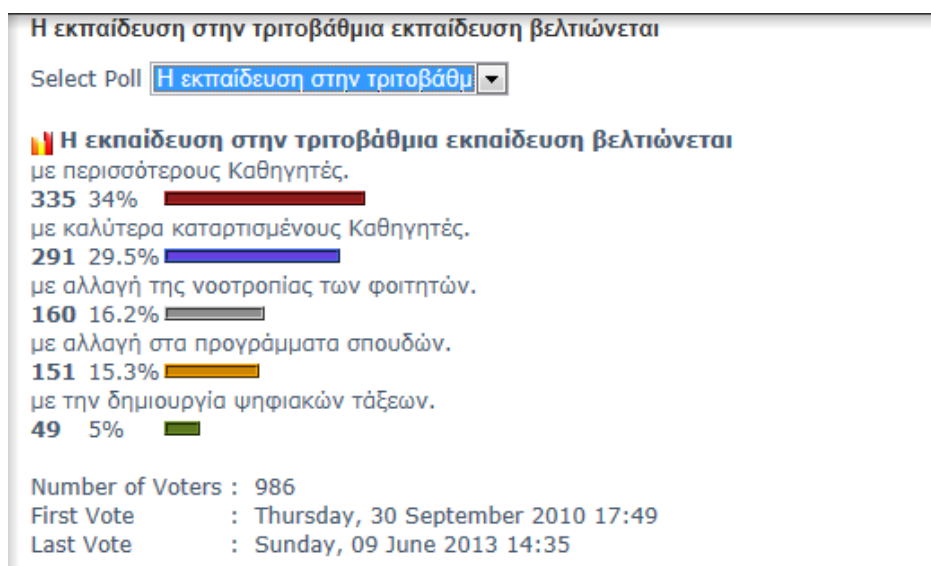 Η εκπαίδευση στην τριτοβάθμια εκπαίδευση βελτιώνεται
Select Poll Η εκπαίδευση στην τριτοβάθμ
Η εκπαίδευση στην τριτοβάθμια εκπαίδευση βελτιώνεται
με περισσότερους Καθηγητές.
335 34%
με καλύτερα καταρτισμένους Καθηγητές.
291 29.5%
με αλλαγή της νοοτροπίας των φοιτητών.
160 16.2%
με αλλαγή στα προγράμματα σπουδών.
151 15.3%
με την δημιουργία ψηφιακών τάξεων.
49 5%
Number of Voters : 986
First Vote : Thursday, 30 September 2010 17:49
Last Vote : Sunday, 09 June 2013 14:35